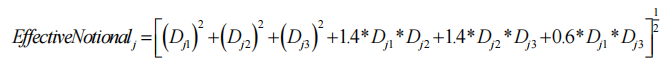 EffectiveNotional_j = [(D_j1)^2 + (D_j2)^2 + (D_j3)^2 + 1.4*D_j1*D_j2 + 1.4*D_j2*D_j3 + 0.6*D_j1*D_j3]^(1/2)